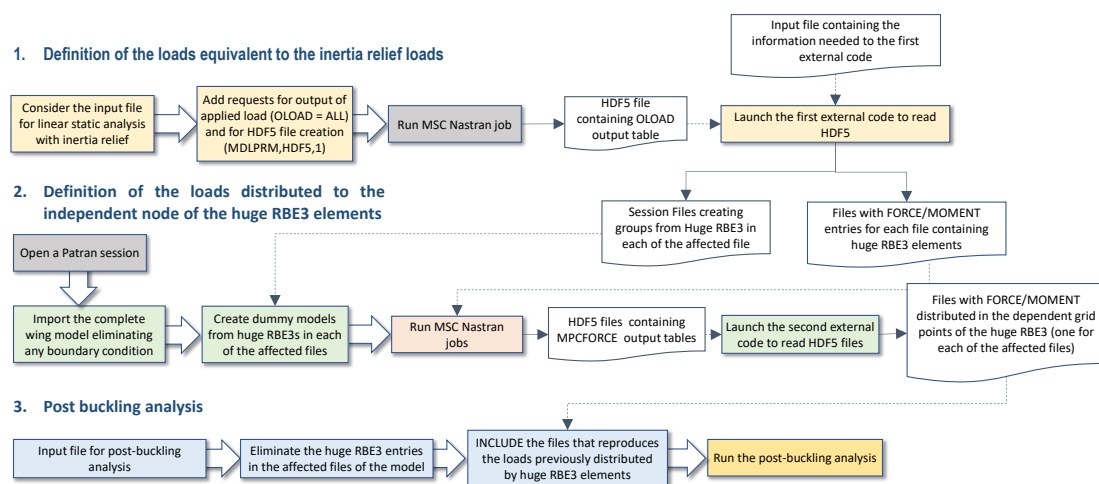 Input file containing the
information needed to the first
external code
1. Definition of the loads equivalent to the inertia relief loads
Consider the input file
for linear static analysis
with inertia relief
Add requests for output of
applied load (OLOAD = ALL)
and for HDF5 file creation
(MDLPRM,HDF5,1)
Run MSC Nastran job
HDF5 file
containing OLOAD
output table
Launch the first external code to read
HDF5
2. Definition of the loads distributed to the
independent node of the huge RBE3 elements
Session Files creating
groups from Huge RBE3 in
each of the affected file
Files with FORCE/MOMENT
entries for each file containing
huge RBE3 elements
Open a Patran session
Import the complete
wing model eliminating
any boundary condition
Create dummy models
from huge RBE3s in each
of the affected files
Run MSC Nastran
jobs
HDF5 files containing
MPCFORCE output tables
Launch the second external
code to read HDF5 files
Files with FORCE/MOMENT
distributed in the dependent grid
points of the huge RBE3 (one for
each of the affected files)
3. Post buckling analysis
Input file for post-buckling
analysis
Eliminate the huge RBE3 entries
in the affected files of the model
INCLUDE the files that reproduces
the loads previously distributed
by huge RBE3 elements
Run the post-buckling analysis